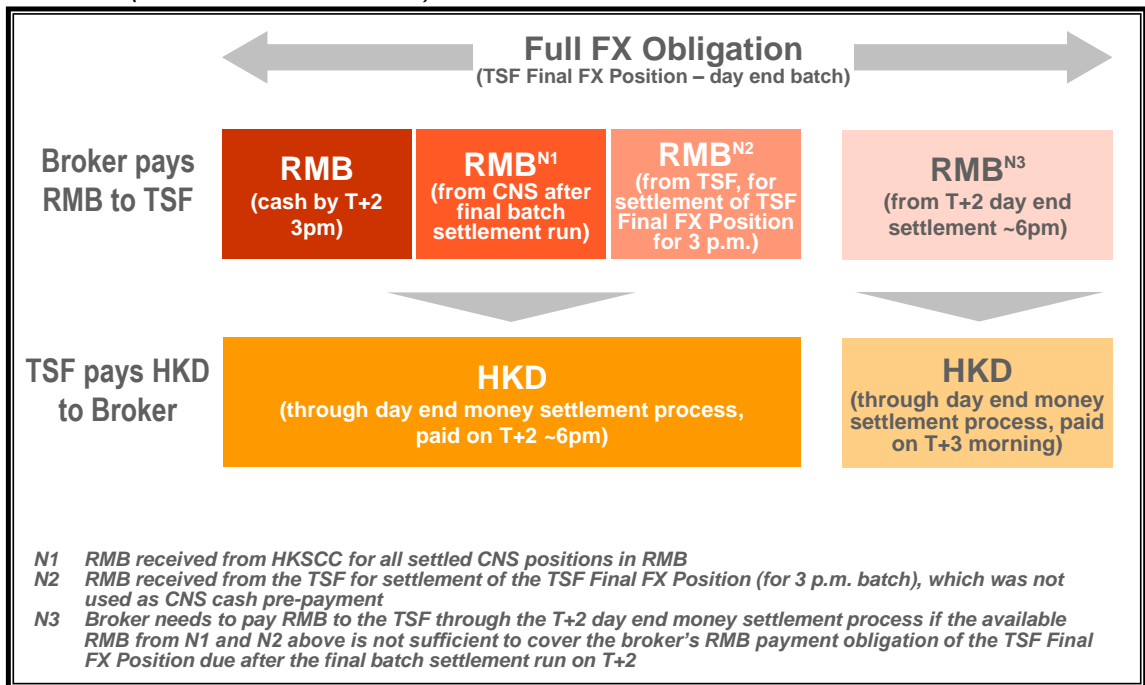 Full FX Obligation
(TSF Final FX Position – day end batch)
Broker pays
RMB to TSF
RMB
(cash by T+2
3pm)
RMB^N1
(from CNS after
final batch
settlement run)
RMB^N2
(from TSF, for
settlement of TSF
Final FX Position
for 3 p.m.)
RMB^N3
(from T+2 day end
settlement ~6pm)
TSF pays HKD
to Broker
HKD
(through day end money settlement process,
paid on T+2 ~6pm)
HKD
(through day end money
settlement process, paid
on T+3 morning)
N1 RMB received from HKSCC for all settled CNS positions in RMB
N2 RMB received from the TSF for settlement of the TSF Final FX Position (for 3 p.m. batch), which was not
used as CNS cash pre-payment
N3 Broker needs to pay RMB to the TSF through the T+2 day end money settlement process if the available
RMB from N1 and N2 above is not sufficient to cover the broker's RMB payment obligation of the TSF Final
FX Position due after the final batch settlement run on T+2